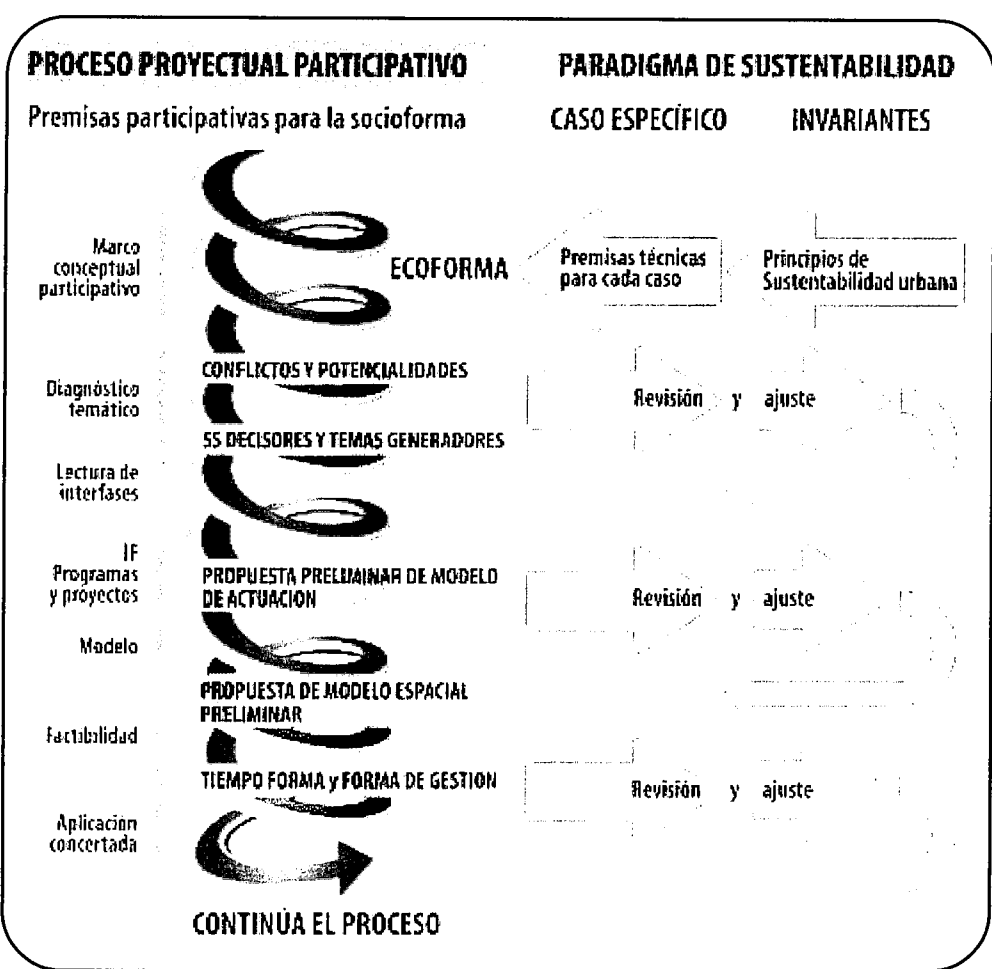 PROCESO PROYECTUAL PARTICIPATIVO
PARADIGMA DE SUSTENTABILIDAD
Premisas participativas para la socioforma
CASO ESPECÍFICO
INVARIANTES
Marco
conceptual
participativo
ECOFORMA
Premisas técnicas
para cada caso
Principios de
Sustentabilidad urbana
CONFLICTOS Y POTENCIALIDADES
Diagnóstico
temático
Revisión y ajuste
55 DECISORES Y TEMAS GENERADORES
Lectura de
interfases
IF
Programas
y proyectos
PROPUESTA PRELIMINAR DE MODELO
DE ACTUACION
Revisión y ajuste
Modelo
PROPUESTA DE MODELO ESPACIAL
PRELIMINAR
Factibilidad
TIEMPO FORMA y FORMA DE GESTION
Revisión y ajuste
Aplicación
concertada
CONTINÚA EL PROCESO